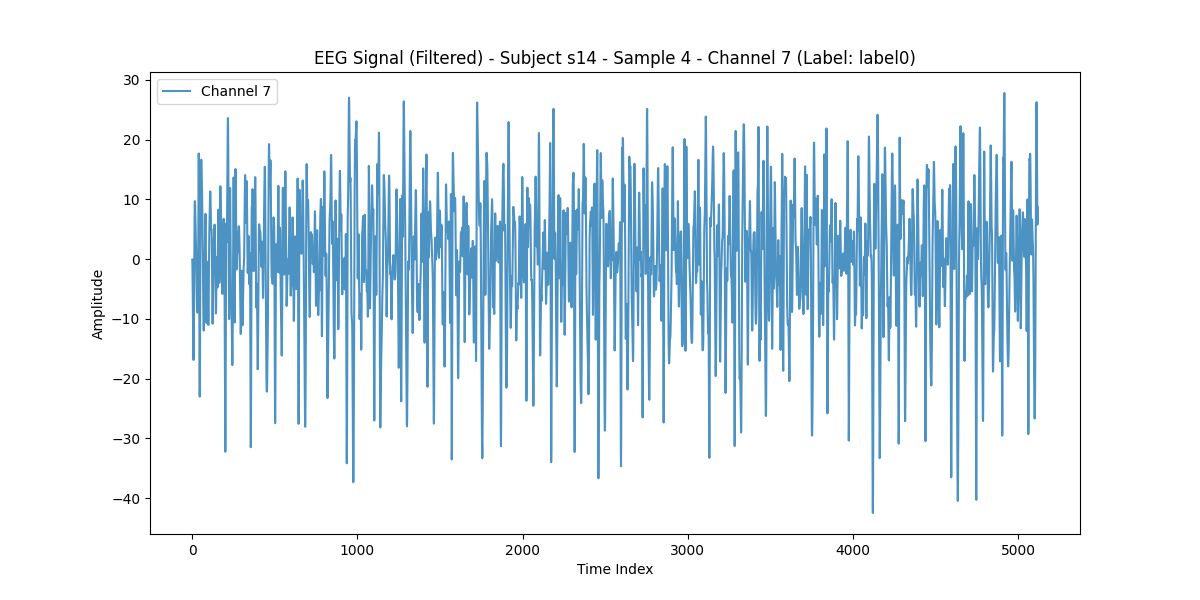 EEG Signal (Filtered) - Subject s14 - Sample 4 - Channel 7 (Label: label0)
Channel 7
30
20
10
0
−10
−20
−30
−40
Amplitude
0 1000 2000 3000 4000 5000
Time Index